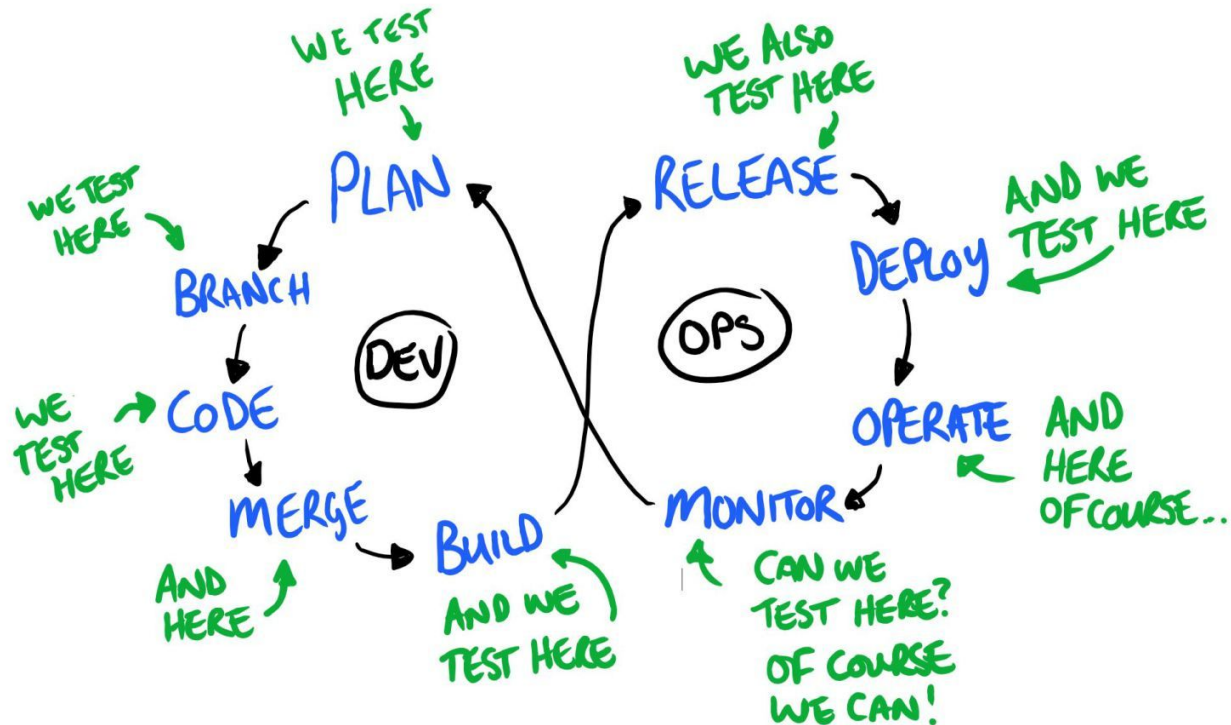 WE TEST
HERE
PLAN
WE TEST
HERE
BRANCH
DEV
WE
TEST
HERE
CODE
MERGE
AND
HERE
BUILD
AND WE
TEST HERE
WE ALSO
TEST HERE
RELEASE
AND WE
TEST HERE
DEPLOY
OPS
OPERATE
AND
HERE
OF COURSE...
MONITOR
CAN WE
TEST HERE?
OF COURSE
WE CAN!